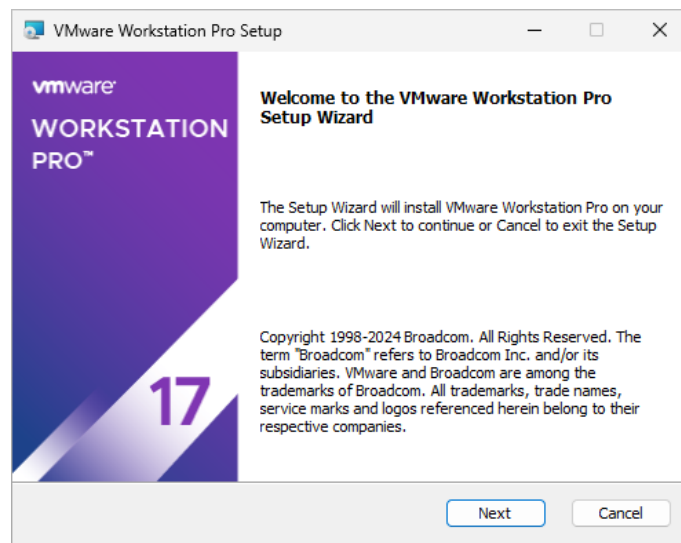 VMware Workstation Pro Setup
vmware
WORKSTATION
PRO™
17
Welcome to the VMware Workstation Pro
Setup Wizard
The Setup Wizard will install VMware Workstation Pro on your
computer. Click Next to continue or Cancel to exit the Setup
Wizard.
Copyright 1998-2024 Broadcom. All Rights Reserved. The
term "Broadcom" refers to Broadcom Inc. and/or its
subsidiaries. VMware and Broadcom are among the
trademarks of Broadcom. All trademarks, trade names,
service marks and logos referenced herein belong to their
respective companies.
Next
Cancel